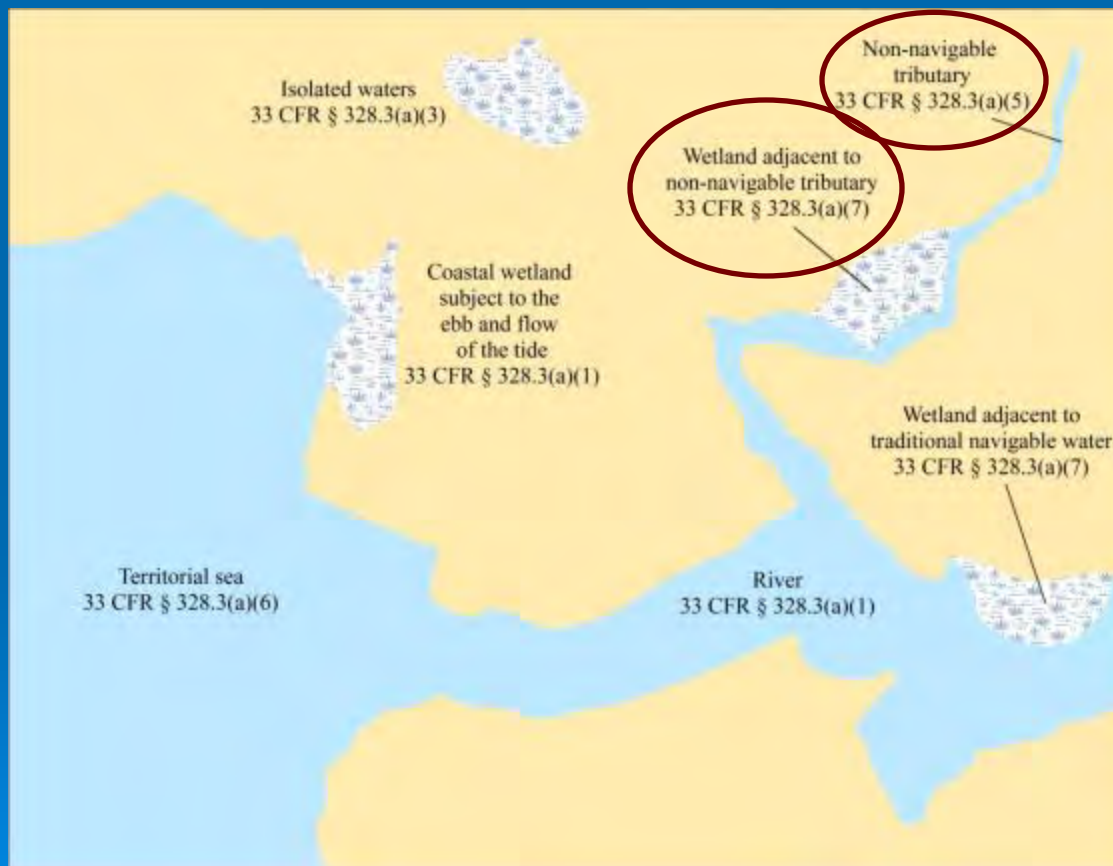 Non-navigable
tributary
33 CFR § 328.3(a)(5)
Isolated waters
33 CFR § 328.3(a)(3)
Wetland adjacent to
non-navigable tributary
33 CFR § 328.3(a)(7)
Coastal wetland
subject to the
ebb and flow
of the tide
33 CFR § 328.3(a)(1)
Wetland adjacent to
traditional navigable water
33 CFR § 328.3(a)(7)
Territorial sea
33 CFR § 328.3(a)(6)
River
33 CFR § 328.3(a)(1)